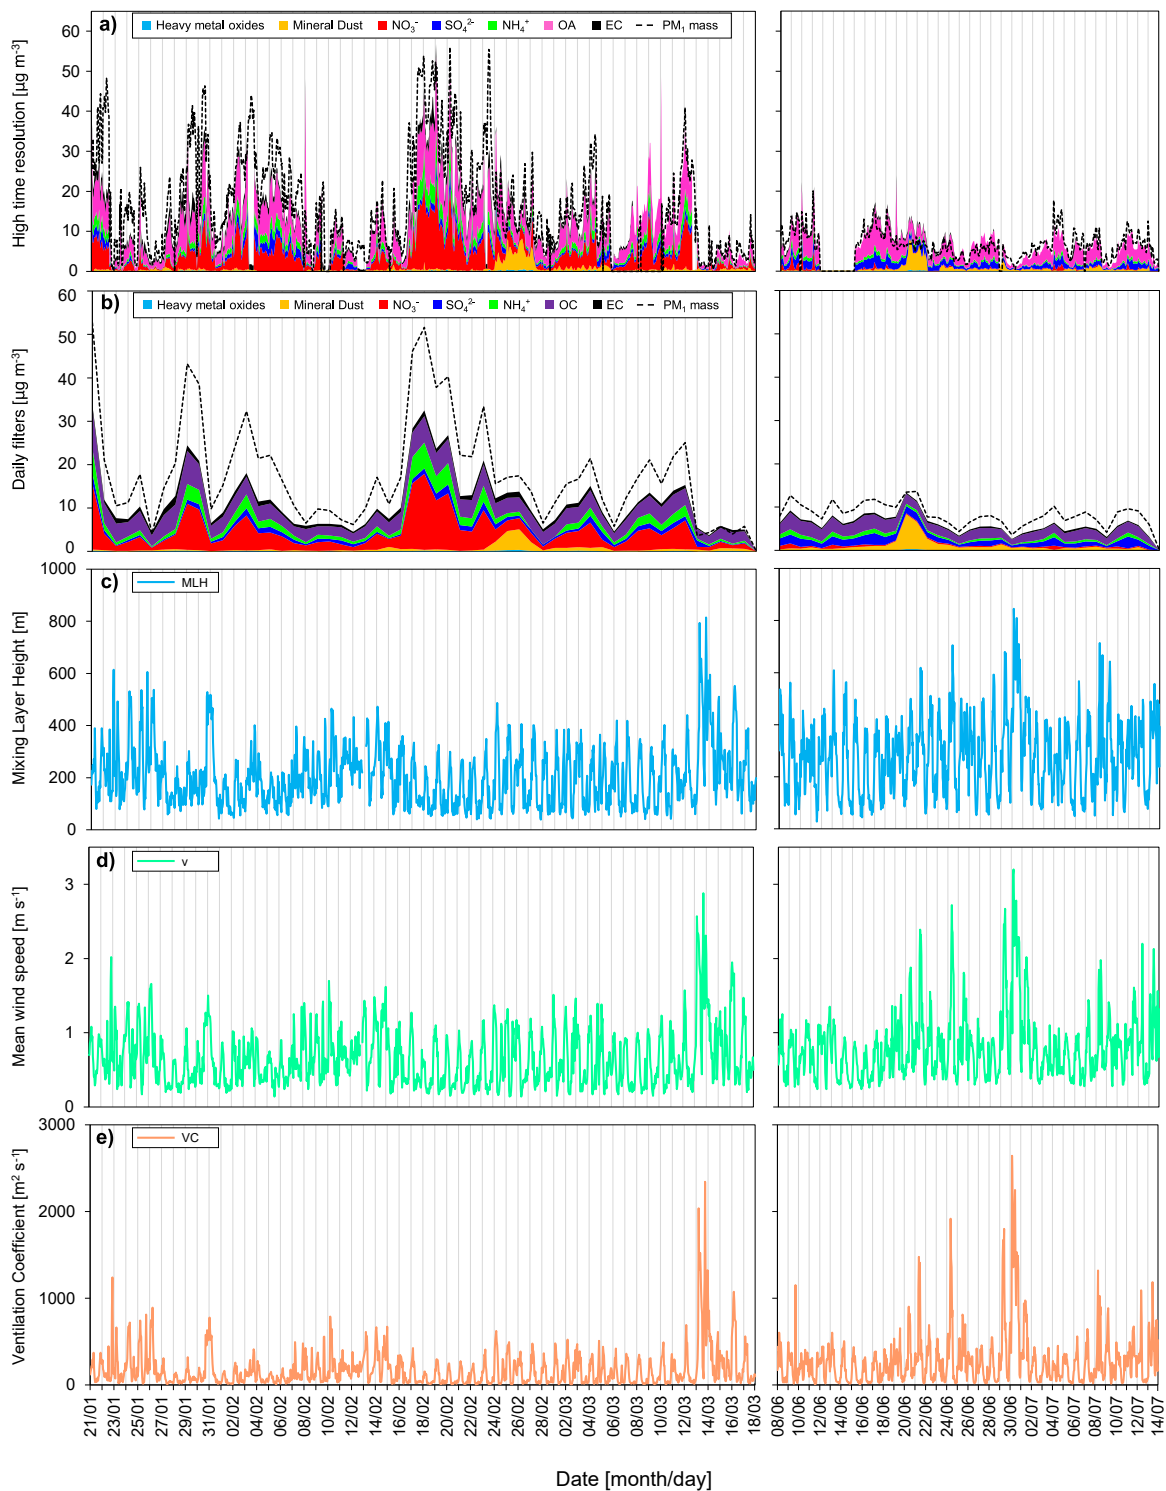 a) Heavy metal oxides Mineral Dust NO₃⁻ SO₄²⁻ NH₄⁺ OA EC PM₁ mass
High time resolution [µg m⁻³]
60
50
40
30
20
10
0
b) Heavy metal oxides Mineral Dust NO₃⁻ SO₄²⁻ NH₄⁺ OC EC PM₁ mass
Daily filters [µg m⁻³]
60
50
40
30
20
10
0
c) MLH
Mixing Layer Height [m]
1000
800
600
400
200
0
d) v
Mean wind speed [m s⁻¹]
3
2
1
0
e) VC
Ventilation Coefficient [m² s⁻¹]
3000
2000
1000
0
21/01 23/01 25/01 27/01 29/01 31/01 02/02 04/02 06/02 08/02 10/02 12/02 14/02 16/02 18/02 20/02 22/02 24/02 26/02 28/02 02/03 04/03 06/03 08/03 10/03 12/03 14/03 16/03 18/03 08/06 10/06 12/06 14/06 16/06 18/06 20/06 22/06 24/06 26/06 28/06 30/06 02/07 04/07 06/07 08/07 10/07 12/07 14/07
Date [month/day]